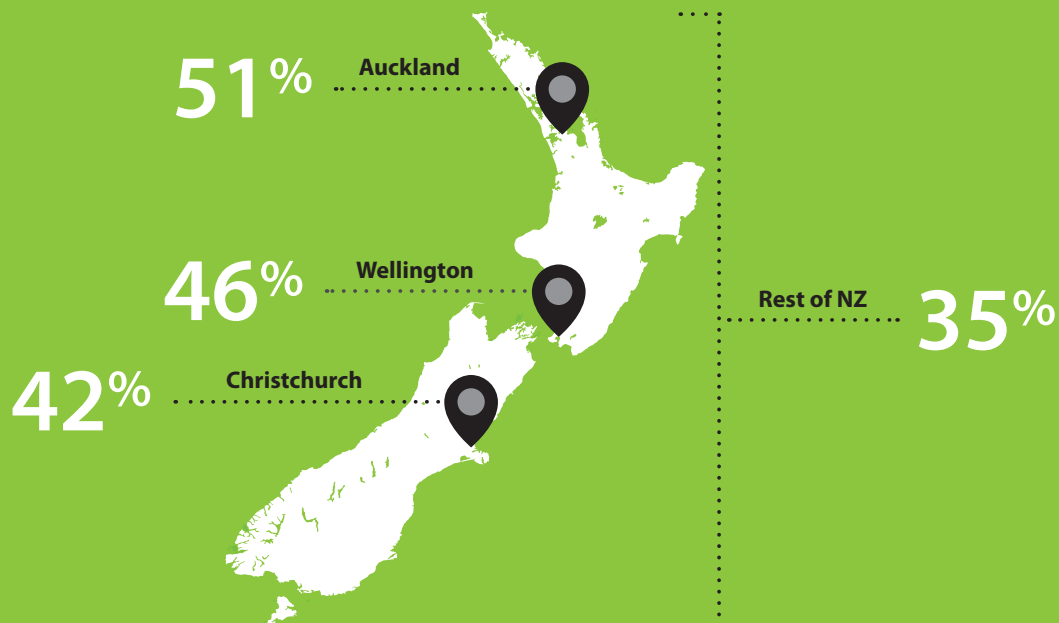 51%
Auckland
46%
Wellington
Rest of NZ
35%
42%
Christchurch